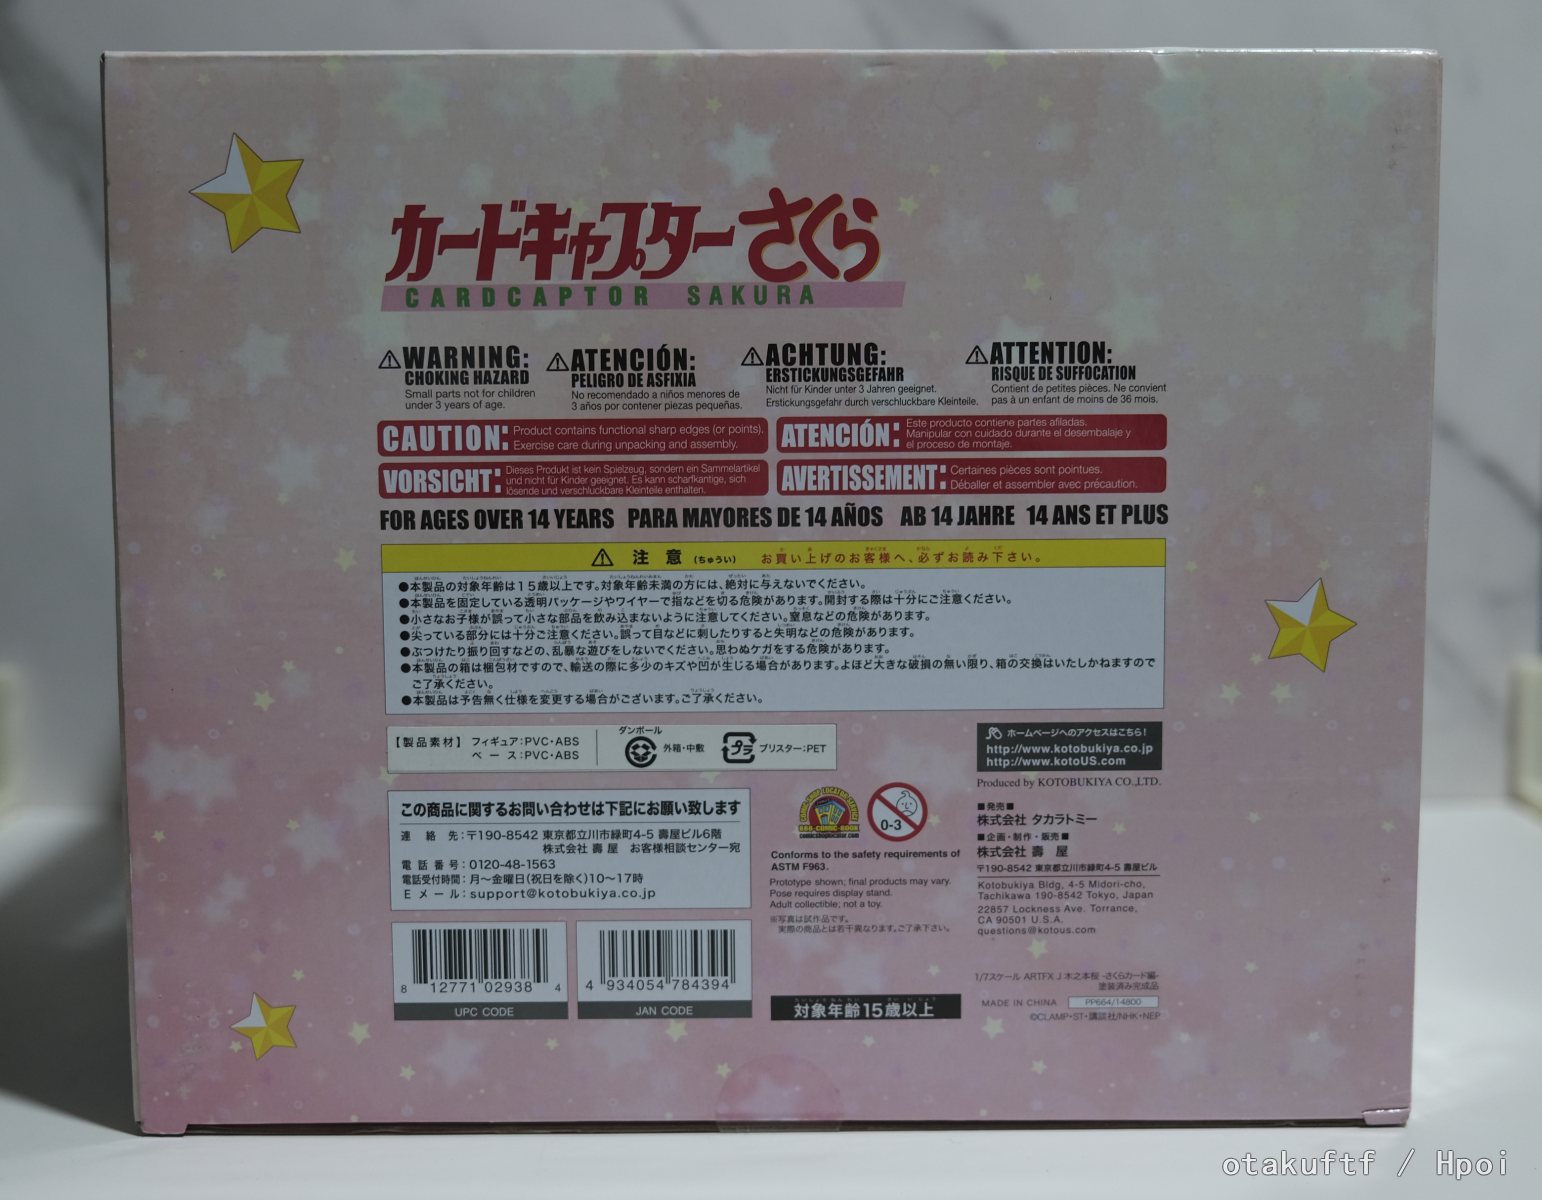 カードキャプターさくら
CARDCAPTOR SAKURA
⚠WARNING:
CHOKING HAZARD
Small parts not for children
under 3 years of age.
⚠ATENCIÓN:
PELIGRO DE ASFIXIA
No recomendado a niños menores de
3 años por contener piezas pequeñas.
⚠ACHTUNG:
ERSTICKUNGSGEFAHR
Nicht für Kinder unter 3 Jahren geeignet.
Erstickungsgefahr durch verschluckbare Kleinteile.
⚠ATTENTION:
RISQUE DE SUFFOCATION
Contient de petites pièces. Ne convient
pas à un enfant de moins de 36 mois.
CAUTION: Product contains functional sharp edges (or points).
Exercise care during unpacking and assembly.
ATENCIÓN: Este producto contiene partes afiladas.
Manipular con cuidado durante el desembalaje y
el proceso de montaje.
VORSICHT: Dieses Produkt ist kein Spielzeug, sondern ein Sammelartikel
und nicht für Kinder geeignet. Es kann scharfkantige, sich
lösende und verschluckbare Kleinteile enthalten.
AVERTISSEMENT: Certaines pièces sont pointues.
Déballer et assembler avec précaution.
FOR AGES OVER 14 YEARS PARA MAYORES DE 14 AÑOS AB 14 JAHRE 14 ANS ET PLUS
⚠ 注 意 (ちゅうい) お買い上げのお客様へ、必ずお読み下さい。
●本製品の対象年齢は15歳以上です。対象年齢未満の方には、絶対に与えないでください。
●本製品を固定している透明パッケージやワイヤーで指などを切る危険があります。開封する際は十分にご注意ください。
●小さなお子様が誤って小さな部品を飲み込まないように注意してください。窒息などの危険があります。
●尖っている部分には十分ご注意ください。誤って目などに刺したりすると失明などの危険があります。
●ぶつけたり振り回すなどの、乱暴な遊びをしないでください。思わぬケガをする危険があります。
●本製品の箱は梱包材ですので、輸送の際に多少のキズや凹が生じる場合があります。よほど大きな破損の無い限り、箱の交換はいたしかねますので
ご了承ください。
●本製品は予告無く仕様を変更する場合がございます。ご了承ください。
【製品素材】 フィギュア:PVC・ABS
ベース:PVC・ABS
ダンボール
外箱・中敷
プラ
ブリスター:PET
ホームページへのアクセスはこちら!
http://www.kotobukiya.co.jp
http://www.kotoUS.com
Produced by KOTOBUKIYA CO.,LTD.
この商品に関するお問い合わせは下記にお願い致します
連絡先:〒190-8542 東京都立川市緑町4-5 壽屋ビル6階
株式会社 壽屋 お客様相談センター宛
電話番号:0120-48-1563
電話受付時間:月~金曜日(祝日を除く)10~17時
Eメール:support@kotobukiya.co.jp
COMIC SHOP LOCATOR SERVICE
888-COMIC-BOOK
comicshoplocator.com
0-3
Conforms to the safety requirements of
ASTM F963.
Prototype shown; final products may vary.
Pose requires display stand.
Adult collectible; not a toy.
※写真は試作品です。
実際の商品とは若干異なります。ご了承下さい。
■発売■
株式会社 タカラトミー
■企画・制作・販売■
株式会社 壽 屋
〒190-8542 東京都立川市緑町4-5 壽屋ビル
Kotobukiya Bldg, 4-5 Midori-cho,
Tachikawa 190-8542 Tokyo, Japan
22857 Lockness Ave. Torrance,
CA 90501 U.S.A.
questions@kotous.com
8 12771 02938 4
UPC CODE
4 934054 784394
JAN CODE
対象年齢15歳以上
1/7スケール ARTFX J 木之本桜 -さくらカード編-
塗装済み完成品
MADE IN CHINA PP664/14800
©CLAMP・ST・講談社/NHK・NEP
otakuftf / Hpoi